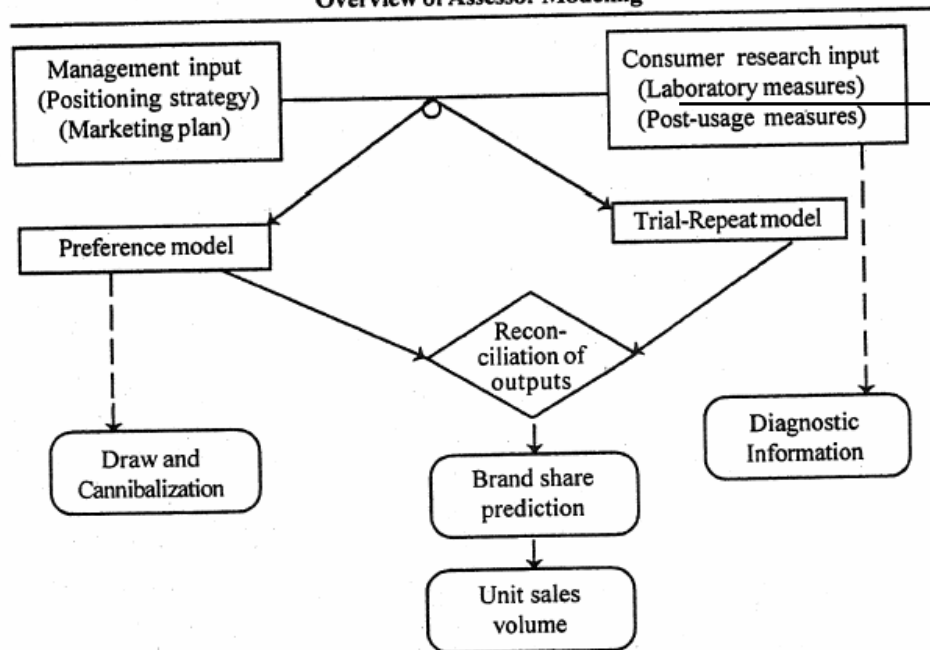 Overview of Assessor Modeling
Management input
(Positioning strategy)
(Marketing plan)
Consumer research input
(Laboratory measures)
(Post-usage measures)
Preference model
Trial-Repeat model
Recon-
ciliation of
outputs
Draw and
Cannibalization
Diagnostic
Information
Brand share
prediction
Unit sales
volume